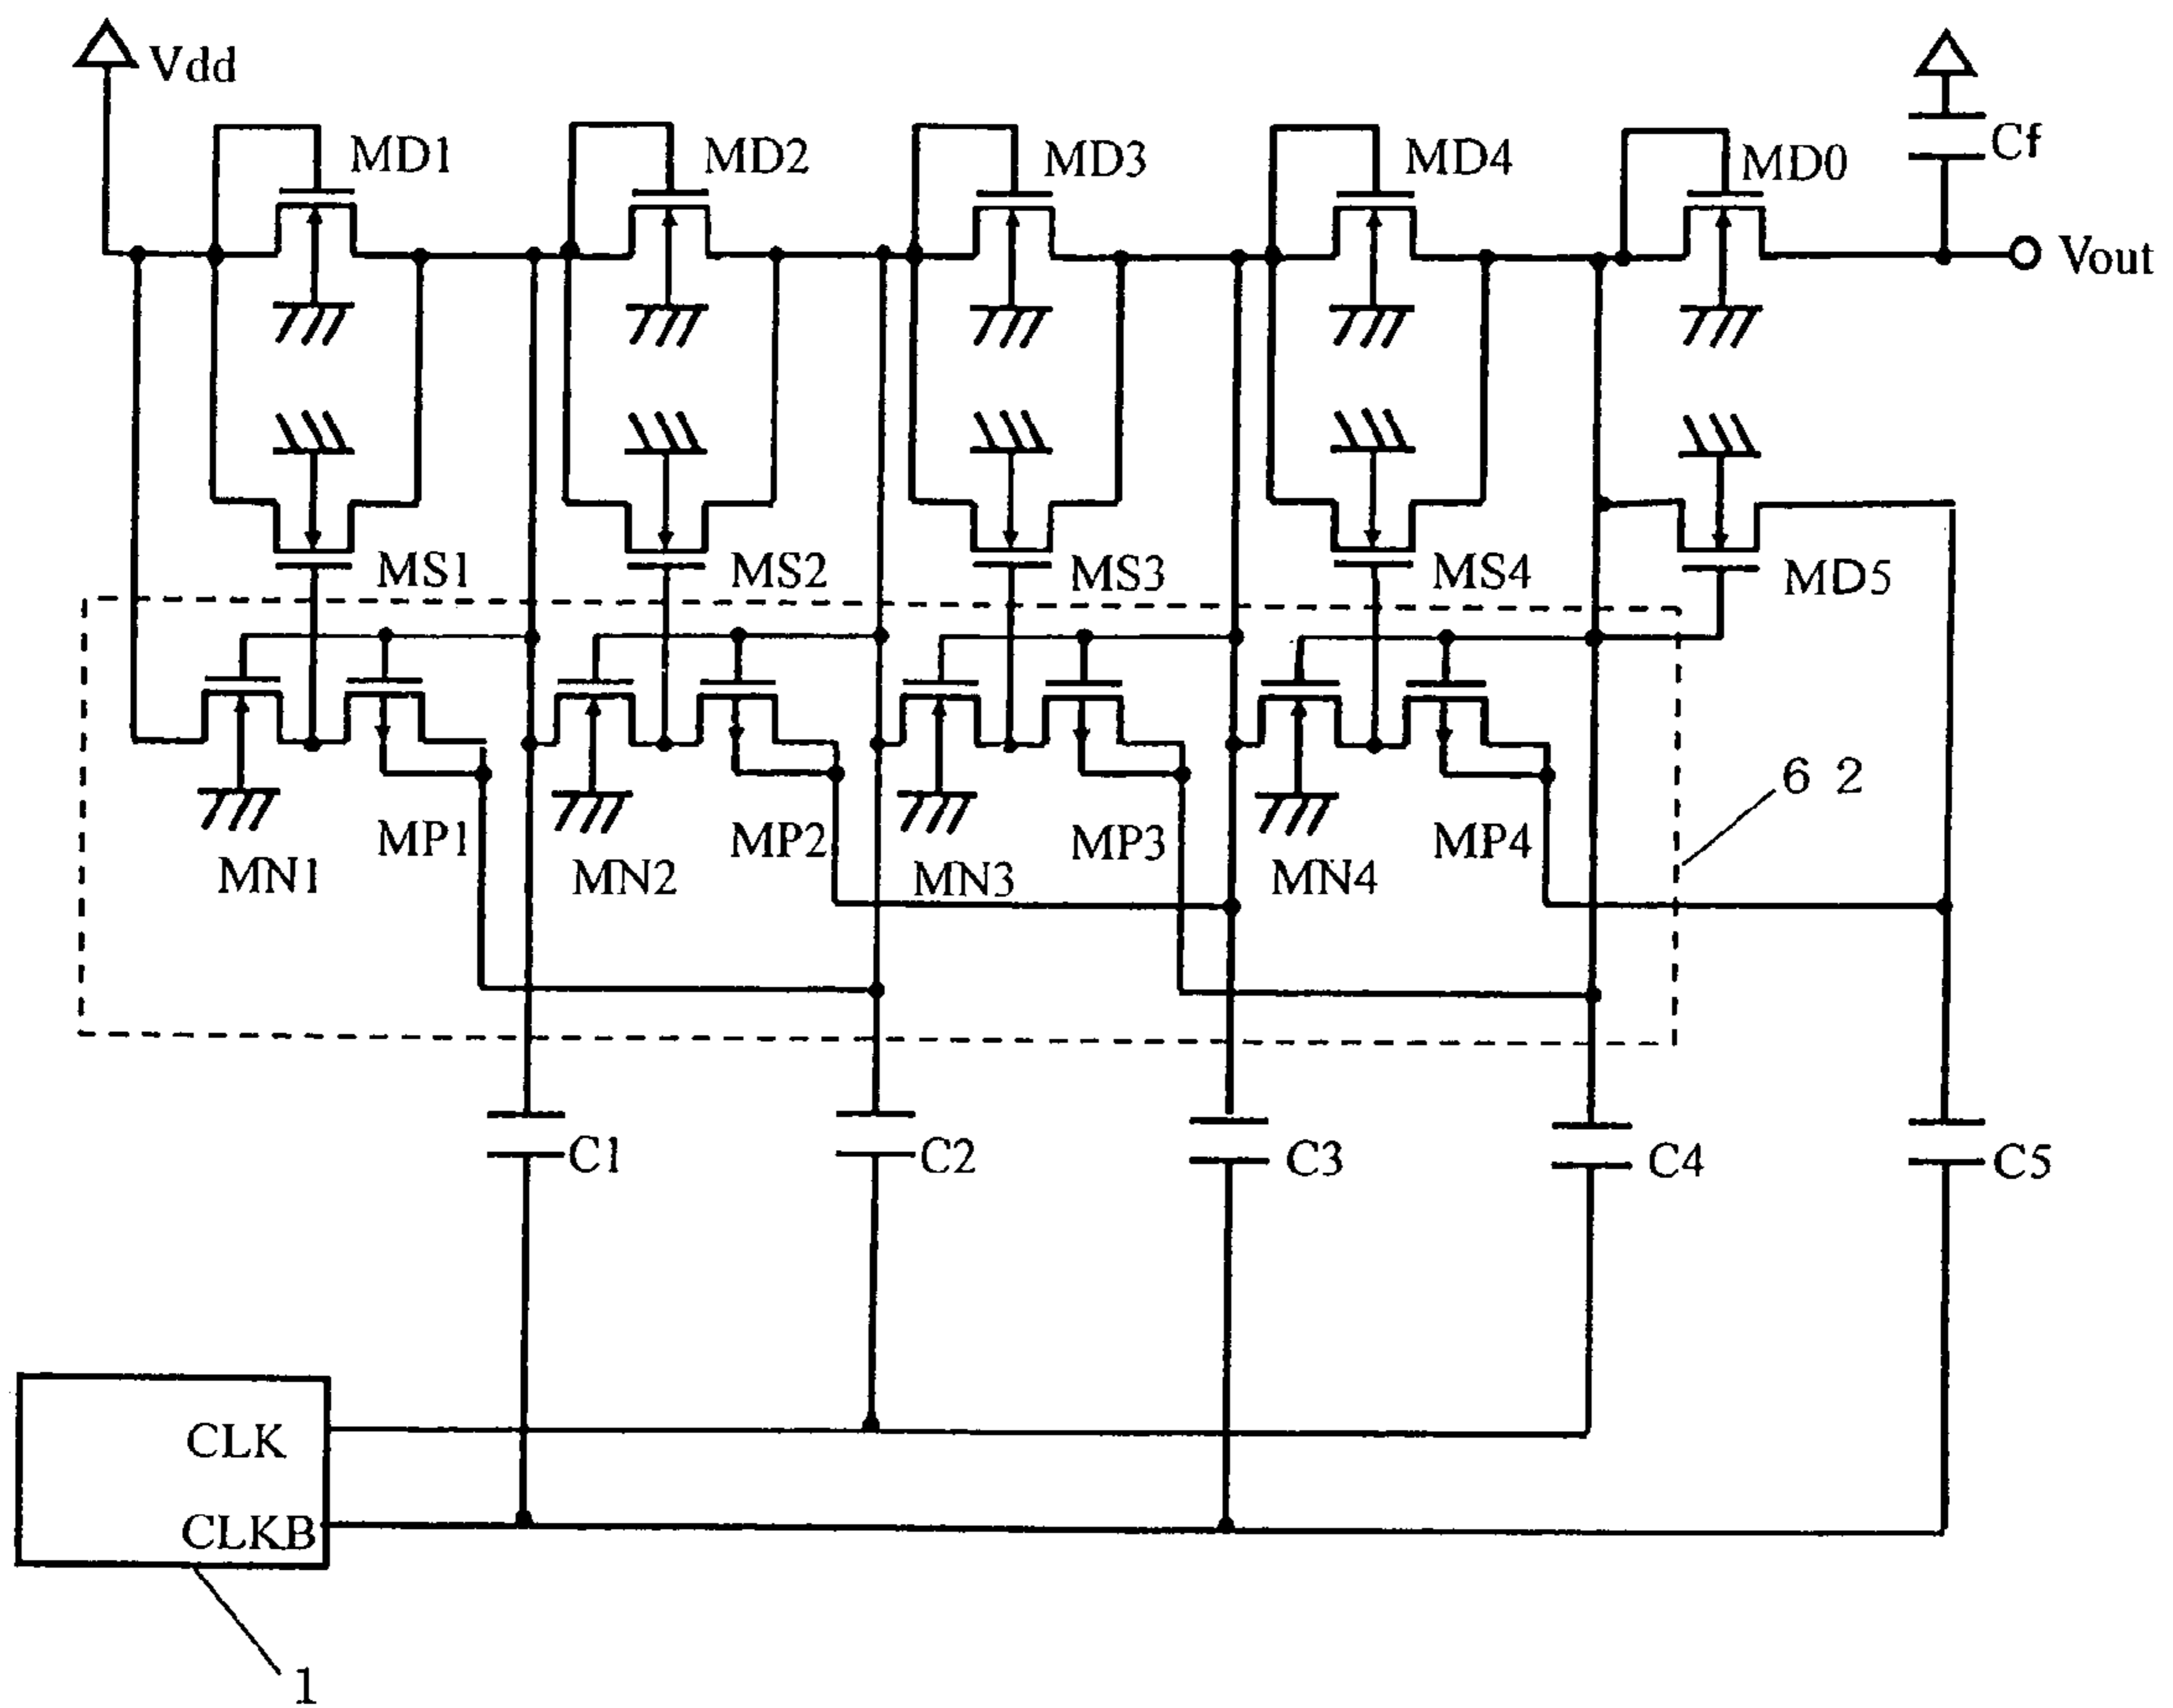 Vdd
Cf
MD1
MD2
MD3
MD4
MD0
Vout
MS1
MS2
MS3
MS4
MD5
6 2
MP1
MP2
MP3
MP4
MN1
MN2
MN3
MN4
C1
C2
C3
C4
C5
CLK
CLKB
1